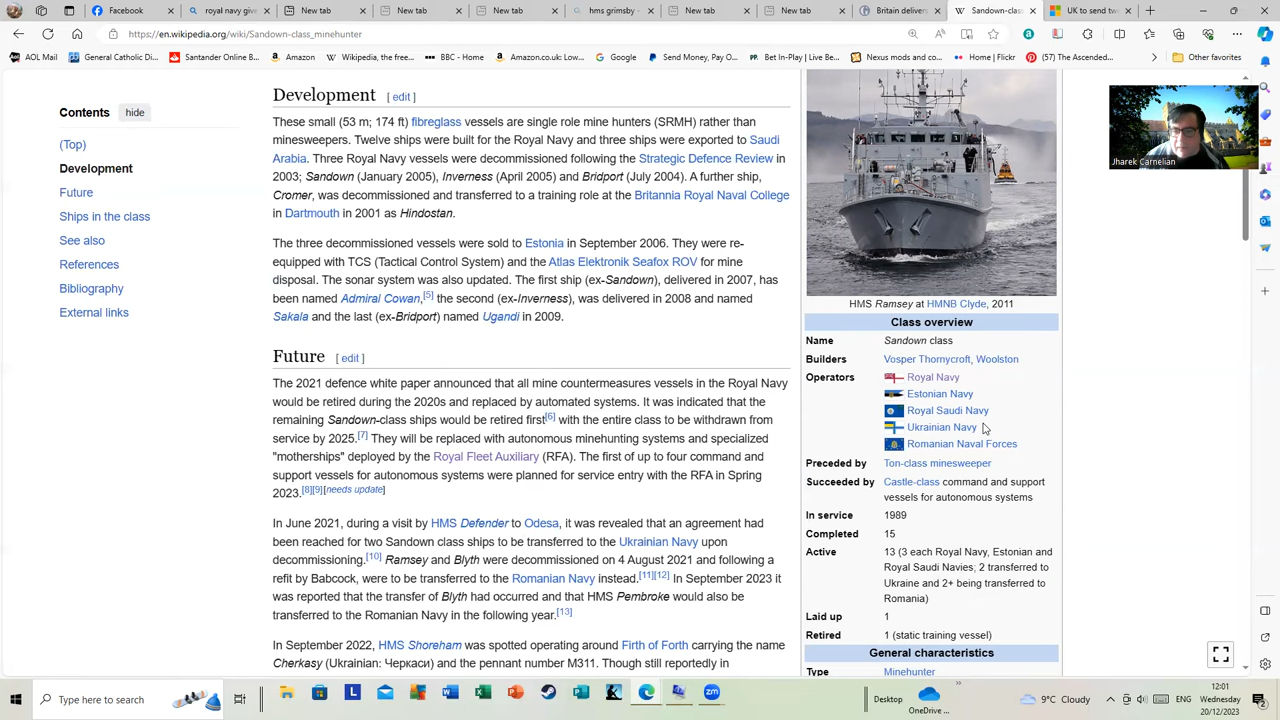 Facebook
royal navy give
New Tab
New Tab
New Tab
hms grimsby -
New Tab
New Tab
Britain delivers
Sandown-clas
UK to send tw
https://en.wikipedia.org/wiki/Sandown-class_minehunter
AOL Mail
General Catholic Di...
Santander Online B...
Amazon
Amazon.co.uk: Low...
Google
Send Money, Pay O...
Bet In-Play | Live Be...
Wikipedia, the free...
BBC - Home
Nexus mods and co...
Home | Flickr
(57) The Ascended...
Other favorites
Jharek Carnelian
Contents
hide
(Top)
Development
Future
Ships in the class
See also
References
Bibliography
External links
Development [ edit ]
These small (53 m; 174 ft) fibreglass vessels are single role mine hunters (SRMH) rather than
minesweepers. Twelve ships were built for the Royal Navy and three ships were exported to Saudi
Arabia. Three Royal Navy vessels were decommissioned following the Strategic Defence Review in
2003; Sandown (January 2005), Inverness (April 2005) and Bridport (July 2004). A further ship,
Cromer, was decommissioned and transferred to a training role at the Britannia Royal Naval College
in Dartmouth in 2001 as Hindostan.
The three decommissioned vessels were sold to Estonia in September 2006. They were re-
equipped with TCS (Tactical Control System) and the Atlas Elektronik Seafox ROV for mine
disposal. The sonar system was also updated. The first ship (ex-Sandown), delivered in 2007, has
been named Admiral Cowan,[5] the second (ex-Inverness), was delivered in 2008 and named
Sakala and the last (ex-Bridport) named Ugandi in 2009.
Future [ edit ]
The 2021 defence white paper announced that all mine countermeasures vessels in the Royal Navy
would be retired during the 2020s and replaced by automated systems. It was indicated that the
remaining Sandown-class ships would be retired first[6] with the entire class to be withdrawn from
service by 2025.[7] They will be replaced with autonomous minehunting systems and specialized
"motherships" deployed by the Royal Fleet Auxiliary (RFA). The first of up to four command and
support vessels for autonomous systems were planned for service entry with the RFA in Spring
2023.[8][9][needs update]
In June 2021, during a visit by HMS Defender to Odesa, it was revealed that an agreement had
been reached for two Sandown class ships to be transferred to the Ukrainian Navy upon
decommissioning.[10] Ramsey and Blyth were decommissioned on 4 August 2021 and following a
refit by Babcock, were to be transferred to the Romanian Navy instead.[11][12] In September 2023 it
was reported that the transfer of Blyth had occurred and that HMS Pembroke would also be
transferred to the Romanian Navy in the following year.[13]
In September 2022, HMS Shoreham was spotted operating around Firth of Forth carrying the name
Cherkasy (Ukrainian: Черкаси) and the pennant number M311. Though still reportedly in
HMS Ramsey at HMNB Clyde, 2011
Class overview
Name Sandown class
Builders Vosper Thornycroft, Woolston
Operators Royal Navy
Estonian Navy
Royal Saudi Navy
Ukrainian Navy
Romanian Naval Forces
Preceded by Ton-class minesweeper
Succeeded by Castle-class command and support
vessels for autonomous systems
In service 1989
Completed 15
Active 13 (3 each Royal Navy, Estonian and
Royal Saudi Navies; 2 transferred to
Ukraine and 2+ being transferred to
Romania)
Laid up 1
Retired 1 (static training vessel)
General characteristics
Type Minehunter
Type here to search
Desktop
OneDrive ...
9°C Cloudy
ENG
12:01
Wednesday
20/12/2023